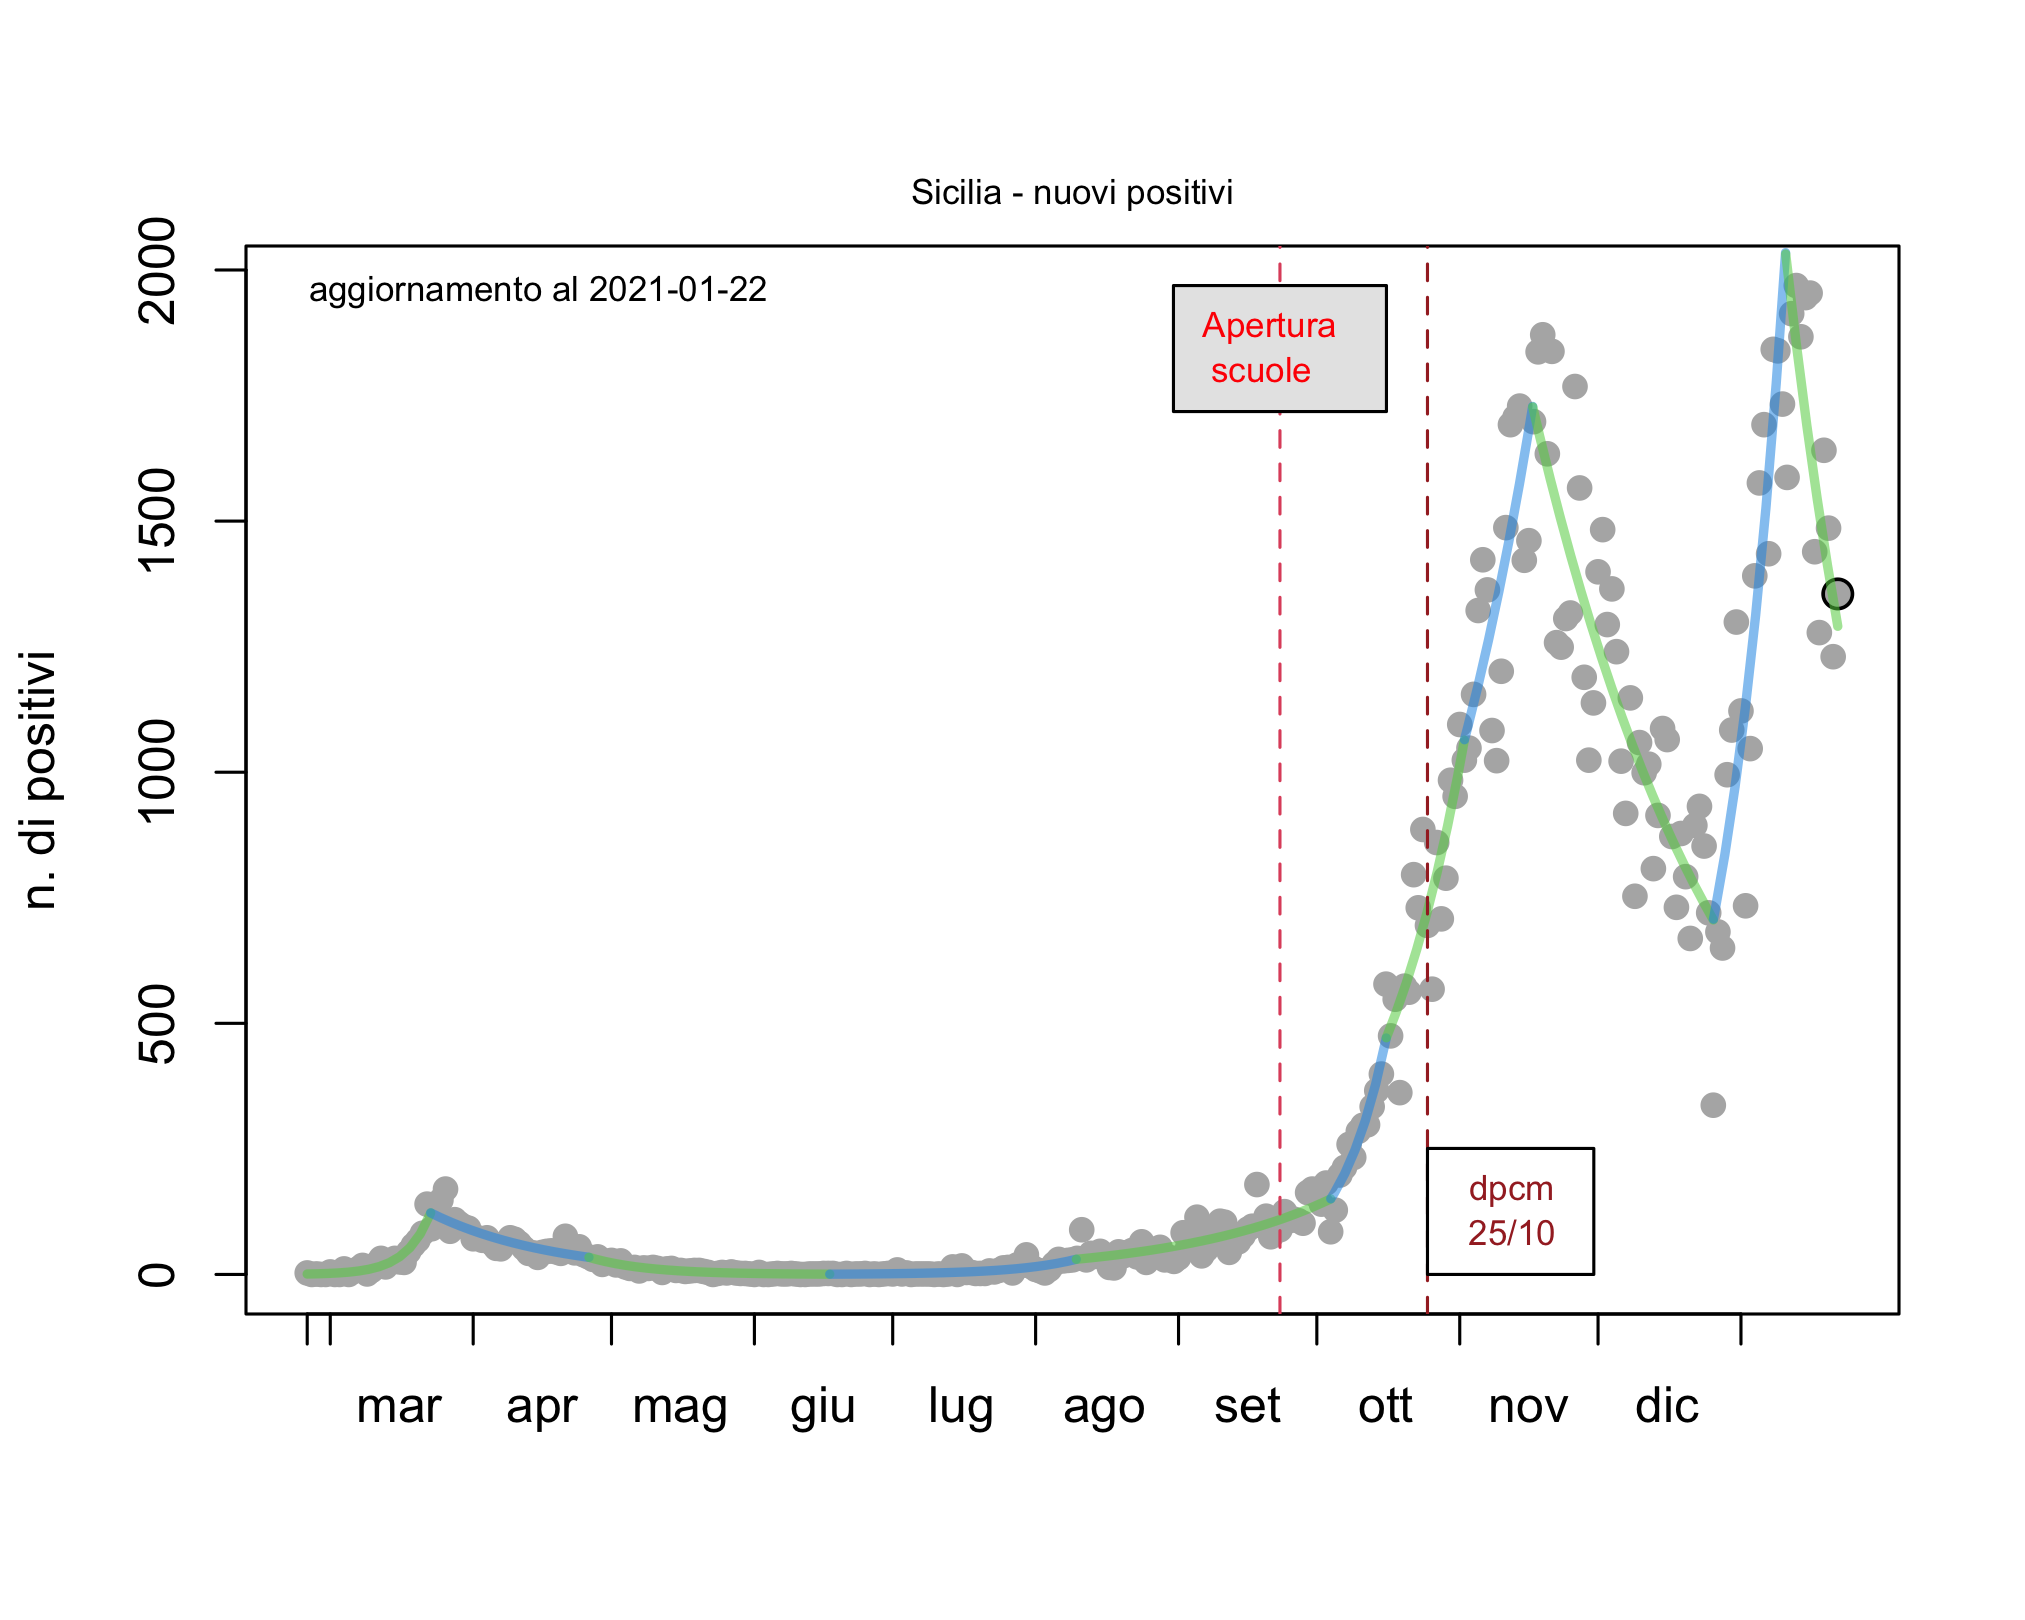 Sicilia - nuovi positivi
aggiornamento al 2021-01-22
Apertura
scuole
dpcm
25/10
n. di positivi
2000
1500
1000
500
0
mar apr mag giu lug ago set ott nov dic